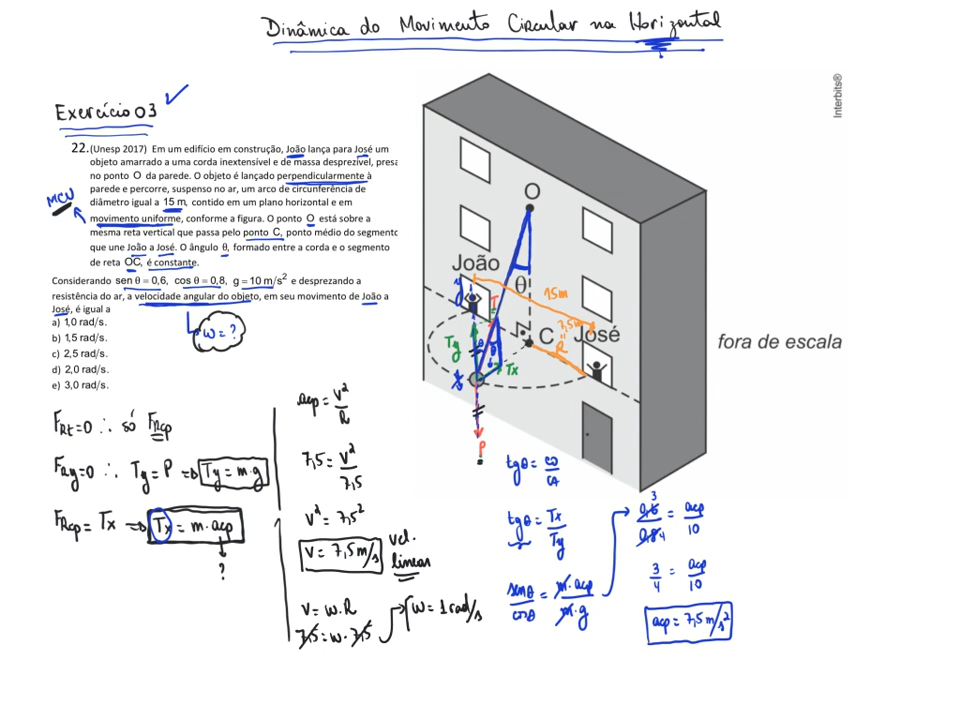 Dinâmica do Movimento Circular na Horizontal
Exercício 03
22.(Unesp 2017) Em um edifício em construção, João lança para José um
objeto amarrado a uma corda inextensível e de massa desprezível, presa
no ponto O da parede. O objeto é lançado perpendicularmente à
parede e percorre, suspenso no ar, um arco de circunferência de
diâmetro igual a 15 m, contido em um plano horizontal e em
movimento uniforme, conforme a figura. O ponto O está sobre a
mesma reta vertical que passa pelo ponto C, ponto médio do segmento
que une João a José. O ângulo θ, formado entre a corda e o segmento
de reta OC, é constante.
MCU
Considerando sen θ = 0,6, cos θ = 0,8, g = 10 m/s² e desprezando a
resistência do ar, a velocidade angular do objeto, em seu movimento de João a
José, é igual a
a) 1,0 rad/s.
b) 1,5 rad/s.
c) 2,5 rad/s.
d) 2,0 rad/s.
e) 3,0 rad/s.
ω = ?
Interbits®
O
João
θ
15m
y
T
7,5m
C
José
R
Ty
θ
θ
Tx
x
P
fora de escala
FRt=0 ∴ só FRcp
FRy=0 ∴ Ty = P ⇒ Ty = m·g
FRcp = Tx ⇒ Tx = m·acp
?
acp = v²/R
7,5 = v²/7,5
v² = 7,5²
v = 7,5 m/s
vel.
linear
v = ω·R
7,5 = ω·7,5
ω = 1 rad/s
tgθ = CO/CA
tgθ = Tx/Ty
senθ/cosθ = m·acp/m·g
0,6 3/0,8 4 = acp/10
3/4 = acp/10
acp = 7,5 m/s²